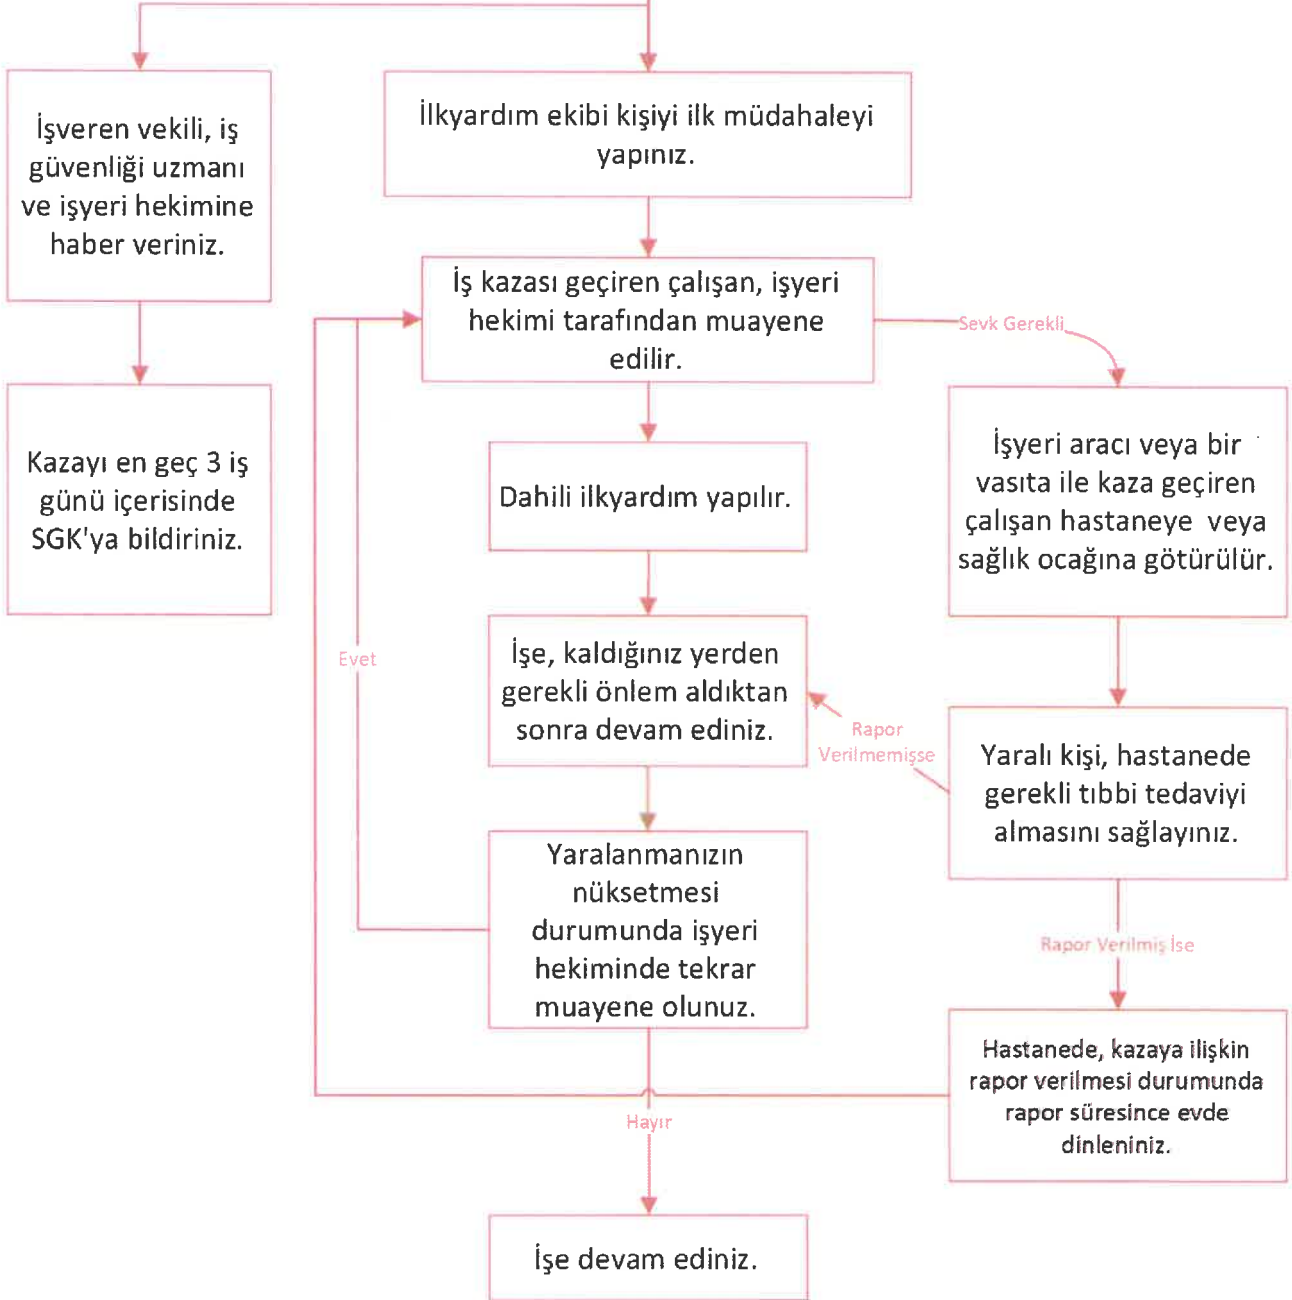 İşveren vekili, iş
güvenliği uzmanı
ve işyeri hekimine
haber veriniz.
Kazayı en geç 3 iş
günü içerisinde
SGK'ya bildiriniz.
İlkyardım ekibi kişiyi ilk müdahaleyi
yapınız.
İş kazası geçiren çalışan, işyeri
hekimi tarafından muayene
edilir.
Sevk Gerekli
Dahili ilkyardım yapılır.
İşyeri aracı veya bir
vasıta ile kaza geçiren
çalışan hastaneye veya
sağlık ocağına götürülür.
Evet
İşe, kaldığınız yerden
gerekli önlem aldıktan
sonra devam ediniz.
Rapor
Verilmemişse
Yaralı kişi, hastanede
gerekli tıbbi tedaviyi
almasını sağlayınız.
Yaralanmanızın
nüksetmesi
durumunda işyeri
hekiminde tekrar
muayene olunuz.
Rapor Verilmiş İse
Hastanede, kazaya ilişkin
rapor verilmesi durumunda
rapor süresince evde
dinleniniz.
Hayır
İşe devam ediniz.